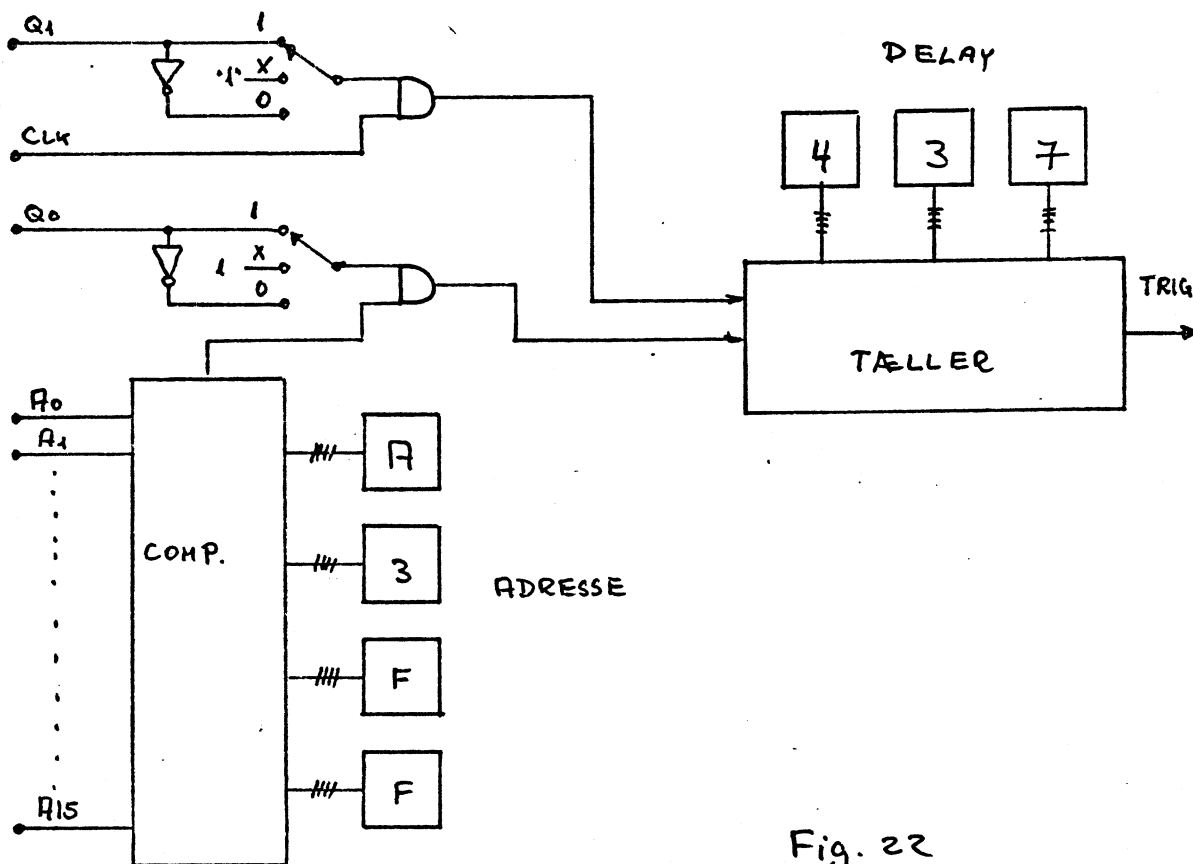 Q1
1
"1"
X
0
CLK
Q0
1
1
X
0
DELAY
4 3 7
TRIG
TÆLLER
A0
A1
A15
COMP.
A
3
F
F
ADRESSE
Fig. 22